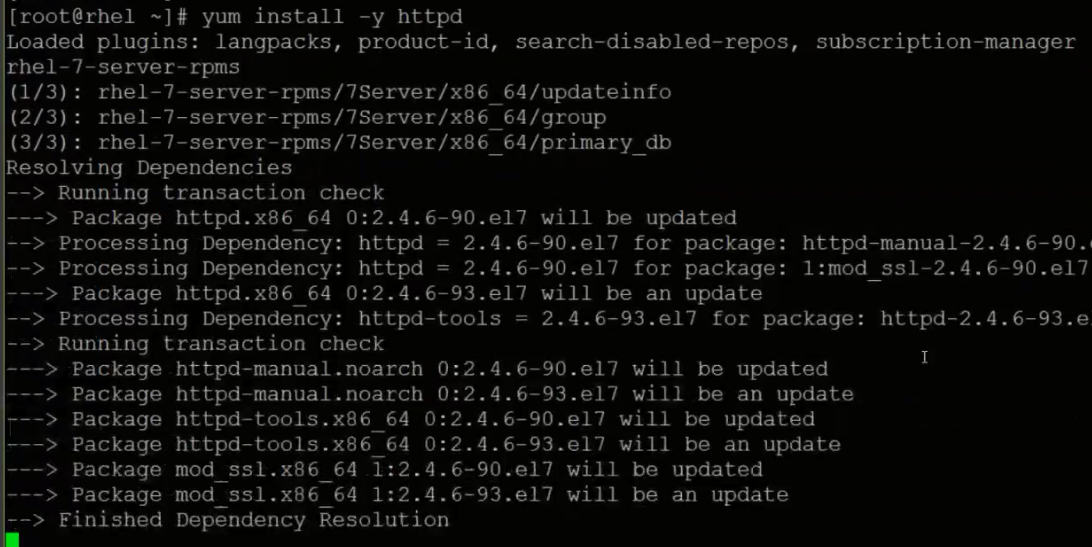 [root@rhel ~]# yum install -y httpd
Loaded plugins: langpacks, product-id, search-disabled-repos, subscription-manager
rhel-7-server-rpms
(1/3): rhel-7-server-rpms/7Server/x86_64/updateinfo
(2/3): rhel-7-server-rpms/7Server/x86_64/group
(3/3): rhel-7-server-rpms/7Server/x86_64/primary_db
Resolving Dependencies
--> Running transaction check
---> Package httpd.x86_64 0:2.4.6-90.el7 will be updated
--> Processing Dependency: httpd = 2.4.6-90.el7 for package: httpd-manual-2.4.6-90.
--> Processing Dependency: httpd = 2.4.6-90.el7 for package: 1:mod_ssl-2.4.6-90.el7
---> Package httpd.x86_64 0:2.4.6-93.el7 will be an update
--> Processing Dependency: httpd-tools = 2.4.6-93.el7 for package: httpd-2.4.6-93.e
--> Running transaction check
---> Package httpd-manual.noarch 0:2.4.6-90.el7 will be updated
---> Package httpd-manual.noarch 0:2.4.6-93.el7 will be an update
---> Package httpd-tools.x86_64 0:2.4.6-90.el7 will be updated
---> Package httpd-tools.x86_64 0:2.4.6-93.el7 will be an update
---> Package mod_ssl.x86_64 1:2.4.6-90.el7 will be updated
---> Package mod_ssl.x86_64 1:2.4.6-93.el7 will be an update
--> Finished Dependency Resolution